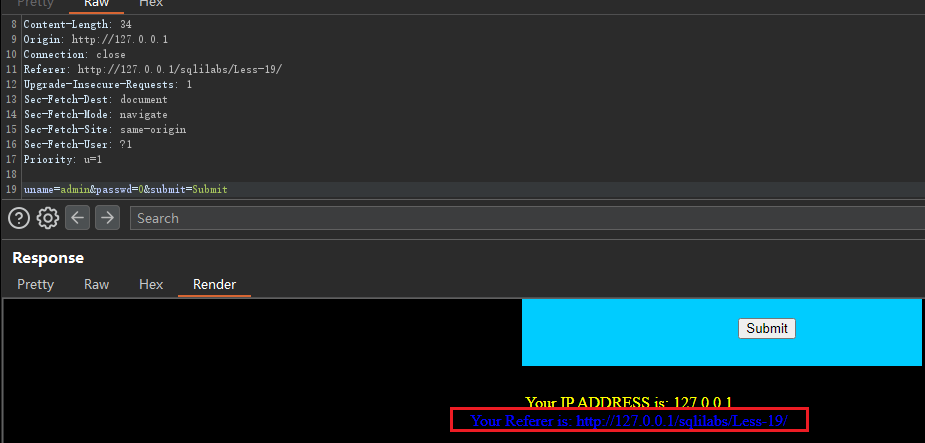 Pretty Raw Hex
8 Content-Length: 34
9 Origin: http://127.0.0.1
10 Connection: close
11 Referer: http://127.0.0.1/sqlilabs/Less-19/
12 Upgrade-Insecure-Requests: 1
13 Sec-Fetch-Dest: document
14 Sec-Fetch-Mode: navigate
15 Sec-Fetch-Site: same-origin
16 Sec-Fetch-User: ?1
17 Priority: u=1
18
19 uname=admin&passwd=0&submit=Submit
Search
Response
Pretty Raw Hex Render
Submit
Your IP ADDRESS is: 127.0.0.1
Your Referer is: http://127.0.0.1/sqlilabs/Less-19/